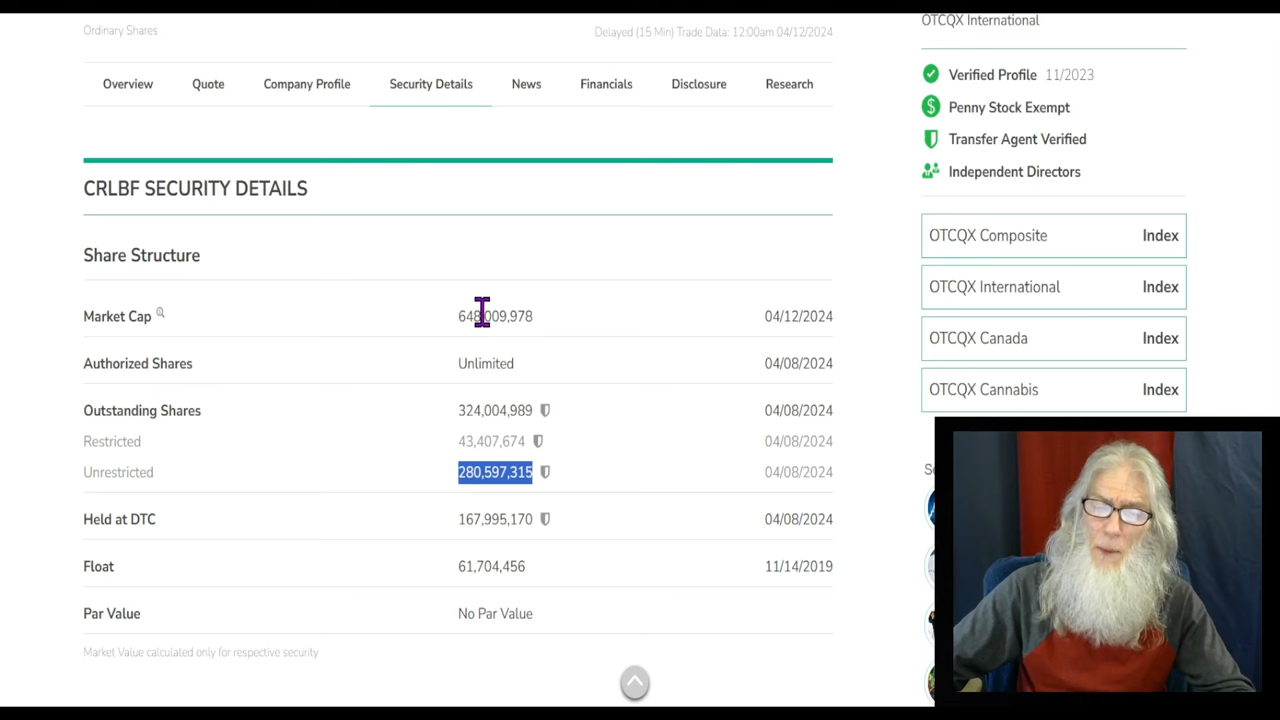 Ordinary Shares
Delayed (15 Min) Trade Data: 12:00am 04/12/2024
Overview Quote Company Profile Security Details News Financials Disclosure Research
CRLBF SECURITY DETAILS
Share Structure
Market Cap 648,009,978 04/12/2024
Authorized Shares Unlimited 04/08/2024
Outstanding Shares 324,004,989 04/08/2024
Restricted 43,407,674 04/08/2024
Unrestricted 280,597,315 04/08/2024
Held at DTC 167,995,170 04/08/2024
Float 61,704,456 11/14/2019
Par Value No Par Value
Market Value calculated only for respective security
OTCQX International
Verified Profile 11/2023
Penny Stock Exempt
Transfer Agent Verified
Independent Directors
OTCQX Composite Index
OTCQX International Index
OTCQX Canada Index
OTCQX Cannabis Index